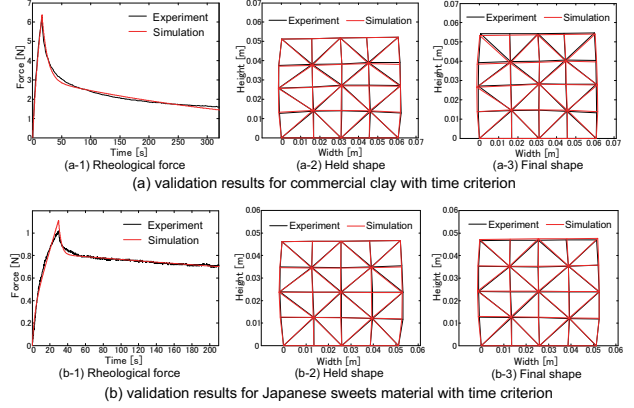 Experiment
Simulation
Force [N]
7
6
5
4
3
2
1
0
0 50 100 150 200 250 300
Time [s]
(a-1) Rheological force
Experiment Simulation
Height [m]
0.06
0.05
0.04
0.03
0.02
0.01
0
0 0.01 0.02 0.03 0.04 0.05 0.06 0.07
Width [m]
(a-2) Held shape
Experiment Simulation
Height [m]
0.06
0.05
0.04
0.03
0.02
0.01
0
0 0.01 0.02 0.03 0.04 0.05 0.06 0.07
Width [m]
(a-3) Final shape
(a) validation results for commercial clay with time criterion
Experiment
Simulation
Force [N]
1
0.8
0.6
0.4
0.2
0
0 20 40 60 80 100 120 140 160 180 200
Time [s]
(b-1) Rheological force
Experiment Simulation
Height [m]
0.06
0.05
0.04
0.03
0.02
0.01
0
0 0.01 0.02 0.03 0.04 0.05 0.06
Width [m]
(b-2) Held shape
Experiment Simulation
Height [m]
0.06
0.05
0.04
0.03
0.02
0.01
0
0 0.01 0.02 0.03 0.04 0.05 0.06
Width [m]
(b-3) Final shape
(b) validation results for Japanese sweets material with time criterion